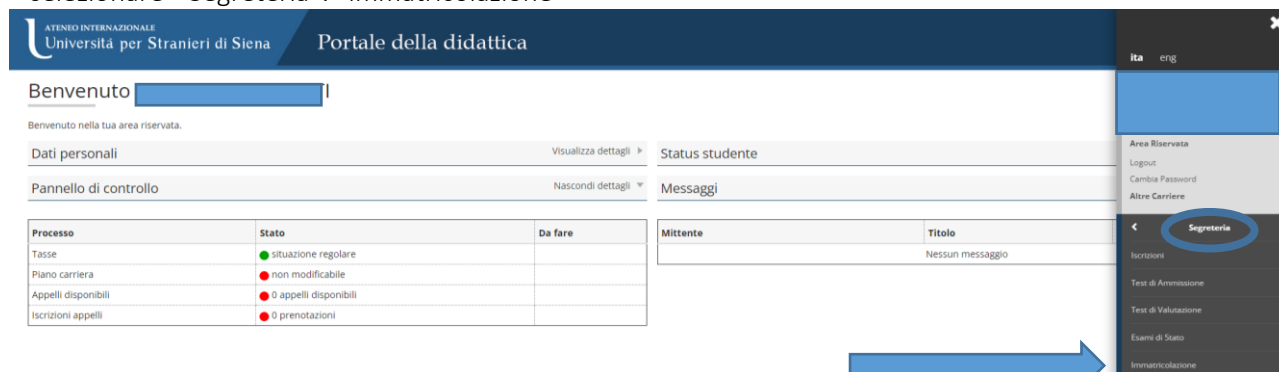 ATENEO INTERNAZIONALE
Università per Stranieri di Siena
Portale della didattica
ita eng
Benvenuto
Benvenuto nella tua area riservata.
Dati personali Visualizza dettagli
Status studente
Pannello di controllo Nascondi dettagli
Messaggi
Processo Stato Da fare
Tasse situazione regolare
Piano carriera non modificabile
Appelli disponibili 0 appelli disponibili
Iscrizioni appelli 0 prenotazioni
Mittente Titolo
Nessun messaggio
Area Riservata
Logout
Cambia Password
Altre Carriere
Segreteria
Iscrizioni
Test di Ammissione
Test di Valutazione
Esami di Stato
Immatricolazione